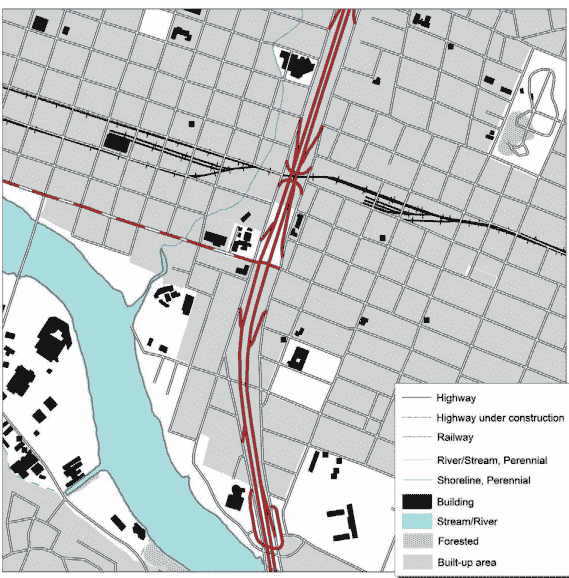 Highway
Highway under construction
Railway
River/Stream, Perennial
Shoreline, Perennial
Building
Stream/River
Forested
Built-up area